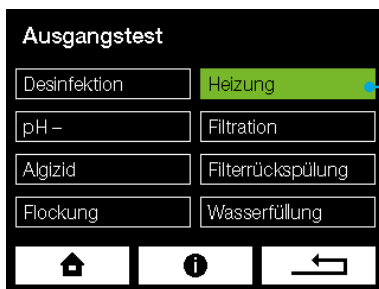 Ausgangstest
Desinfektion
Heizung
pH –
Filtration
Algizid
Filterrückspülung
Flockung
Wasserfüllung